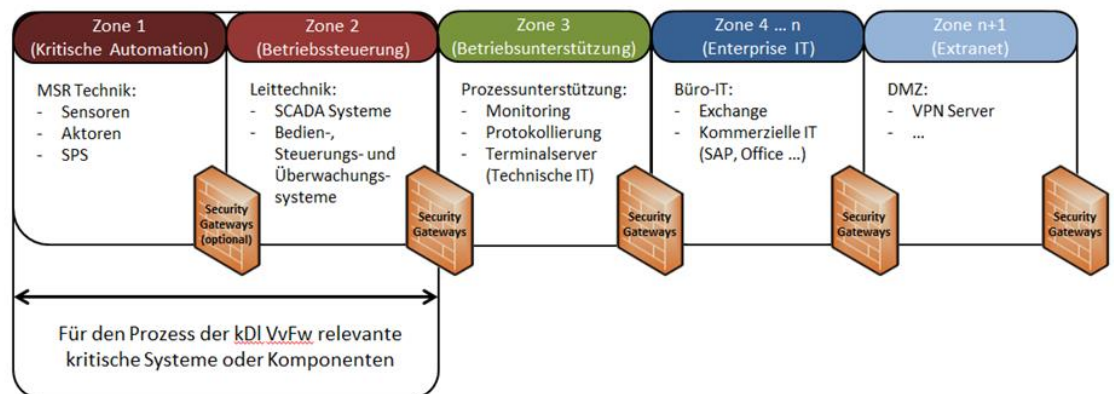 Zone 1
(Kritische Automation)
Zone 2
(Betriebssteuerung)
Zone 3
(Betriebsunterstützung)
Zone 4 ... n
(Enterprise IT)
Zone n+1
(Extranet)
MSR Technik:
- Sensoren
- Aktoren
- SPS
Security
Gateways
(optional)
Leittechnik:
- SCADA Systeme
- Bedien-,
Steuerungs- und
Überwachungs-
systeme
Security
Gateways
Prozessunterstützung:
- Monitoring
- Protokollierung
- Terminalserver
(Technische IT)
Security
Gateways
Büro-IT:
- Exchange
- Kommerzielle IT
(SAP, Office ...)
Security
Gateways
DMZ:
- VPN Server
- ...
Security
Gateways
Für den Prozess der kDl VvFw relevante
kritische Systeme oder Komponenten